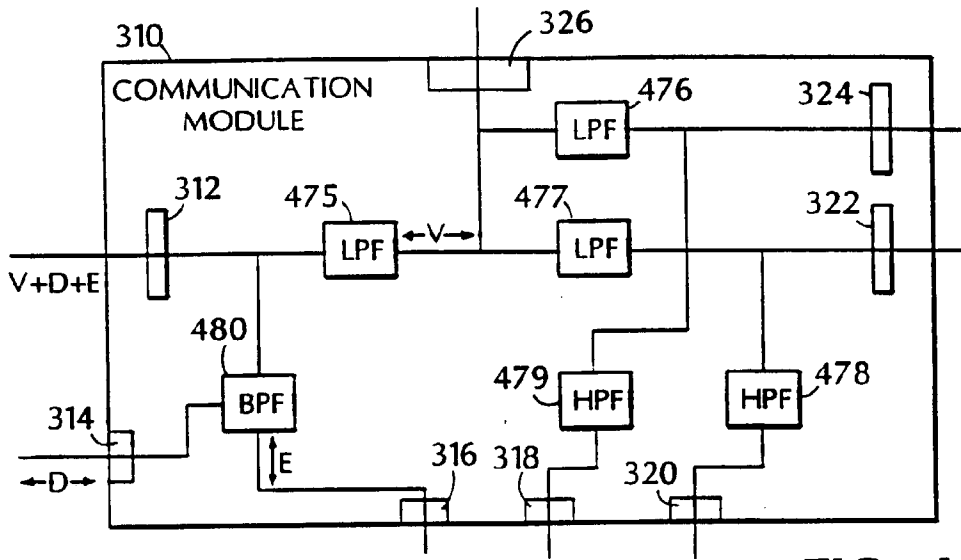 310
326
COMMUNICATION
MODULE
476
LPF
324
312
475
LPF
V
477
LPF
322
V+D+E
480
BPF
479
HPF
478
HPF
314
D
E
316
318
320